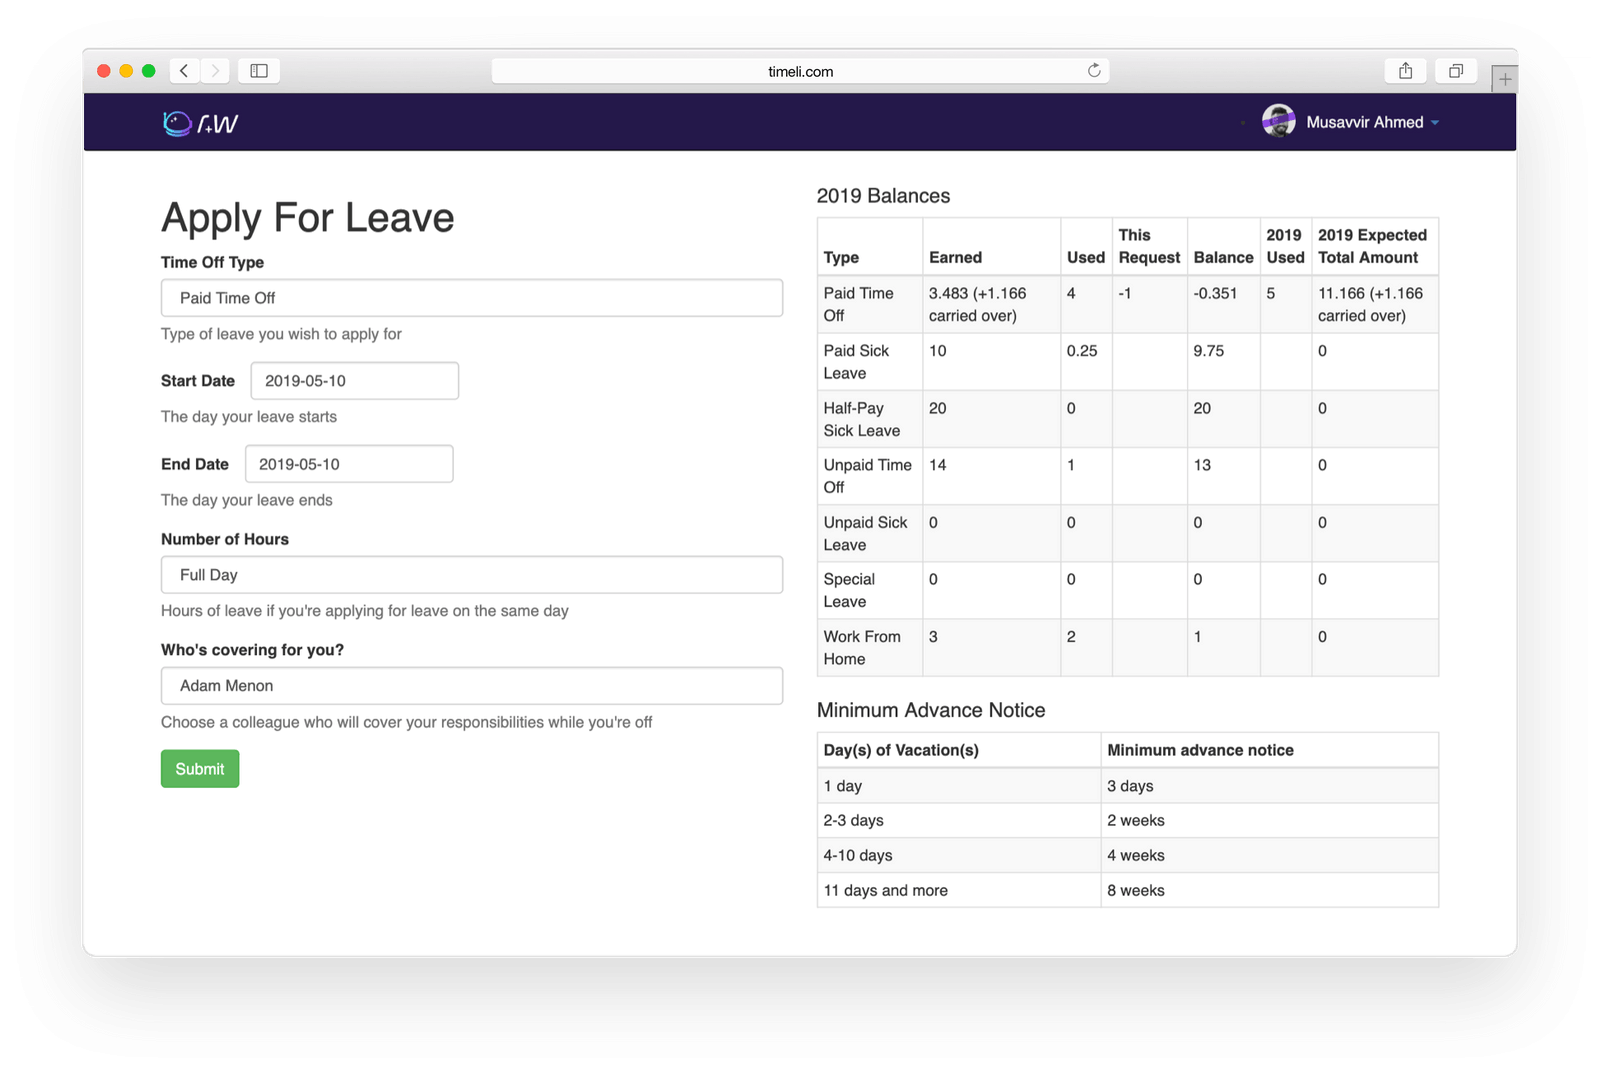 timeli.com
Musavvir Ahmed
Apply For Leave
Time Off Type
Paid Time Off
Type of leave you wish to apply for
Start Date 2019-05-10
The day your leave starts
End Date 2019-05-10
The day your leave ends
Number of Hours
Full Day
Hours of leave if you're applying for leave on the same day
Who's covering for you?
Adam Menon
Choose a colleague who will cover your responsibilities while you're off
Submit
2019 Balances
This 2019 2019 Expected
Type Earned Used Request Balance Used Total Amount
Paid Time 3.483 (+1.166 4 -1 -0.351 5 11.166 (+1.166
Off carried over) carried over)
Paid Sick 10 0.25 9.75 0
Leave
Half-Pay 20 0 20 0
Sick Leave
Unpaid Time 14 1 13 0
Off
Unpaid Sick 0 0 0 0
Leave
Special 0 0 0 0
Leave
Work From 3 2 1 0
Home
Minimum Advance Notice
Day(s) of Vacation(s) Minimum advance notice
1 day 3 days
2-3 days 2 weeks
4-10 days 4 weeks
11 days and more 8 weeks